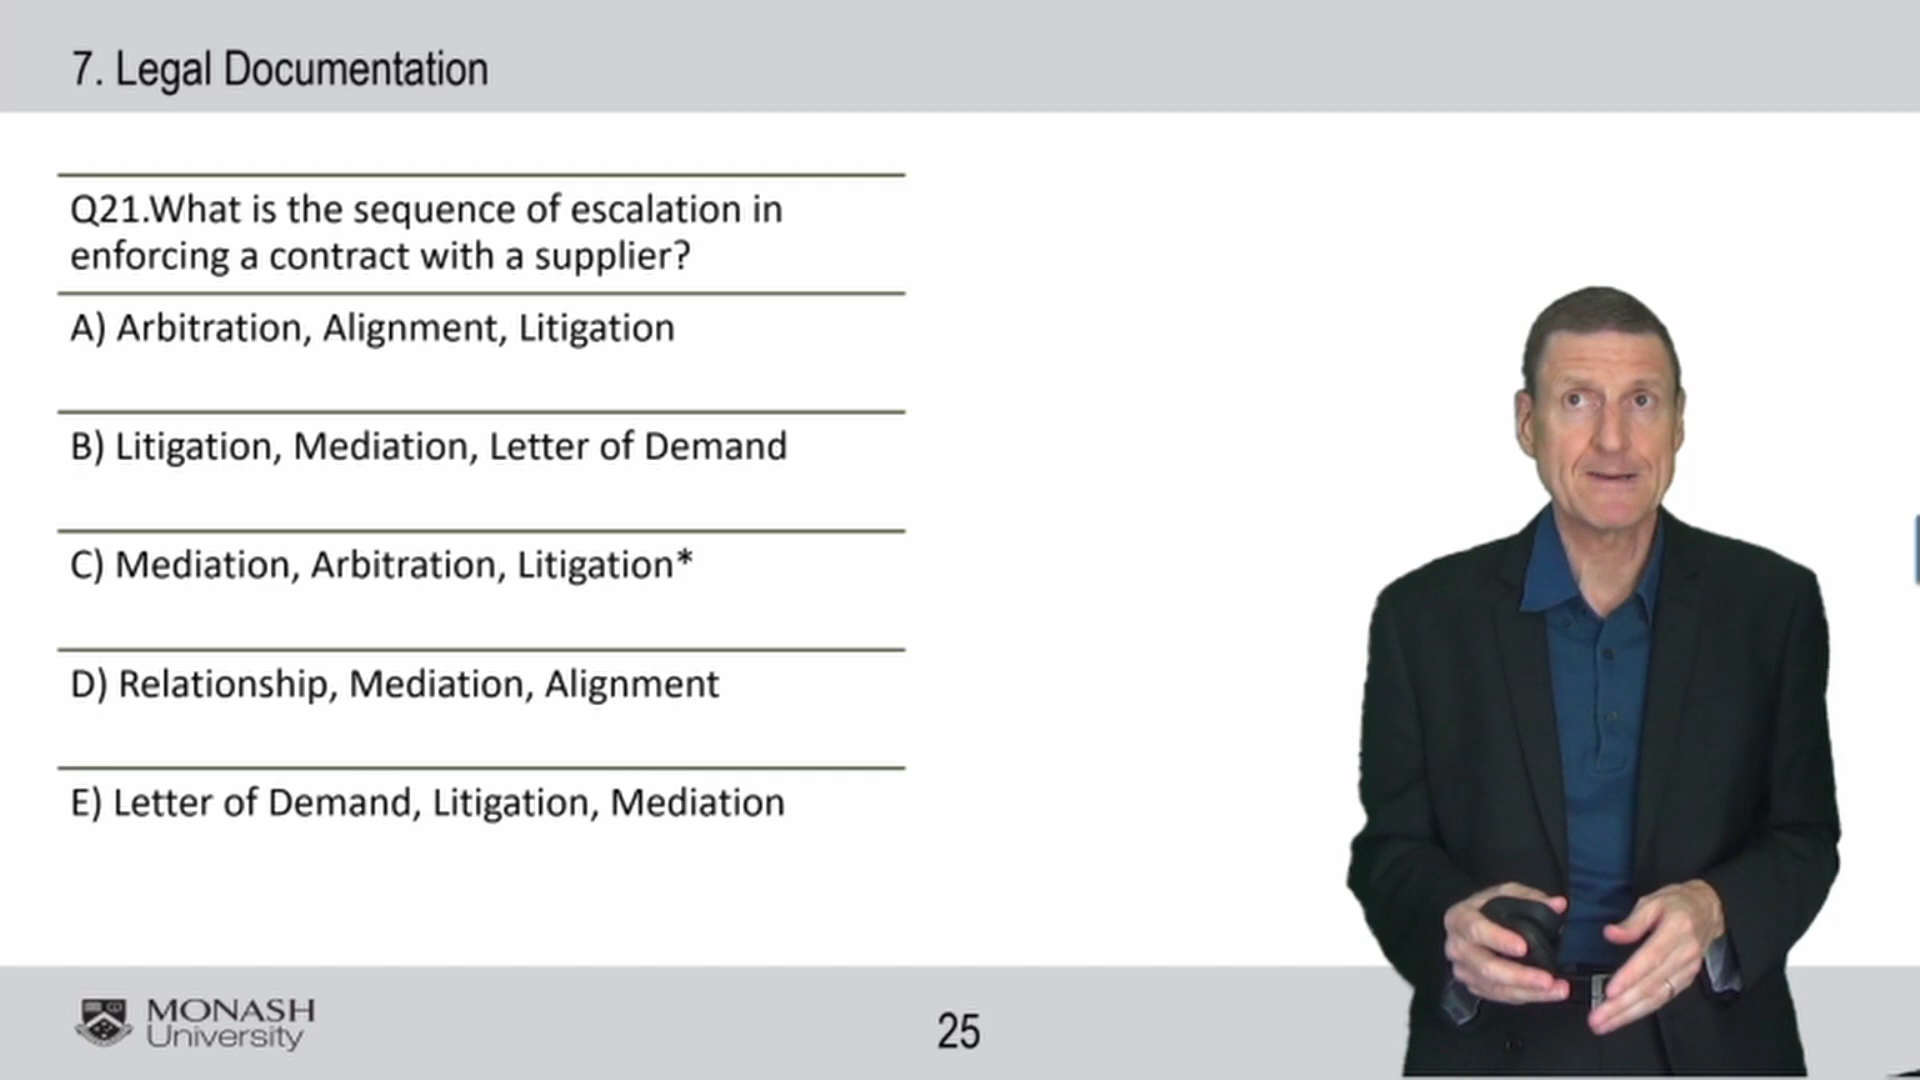 7. Legal Documentation
Q21.What is the sequence of escalation in
enforcing a contract with a supplier?
A) Arbitration, Alignment, Litigation
B) Litigation, Mediation, Letter of Demand
C) Mediation, Arbitration, Litigation*
D) Relationship, Mediation, Alignment
E) Letter of Demand, Litigation, Mediation
MONASH
University
25